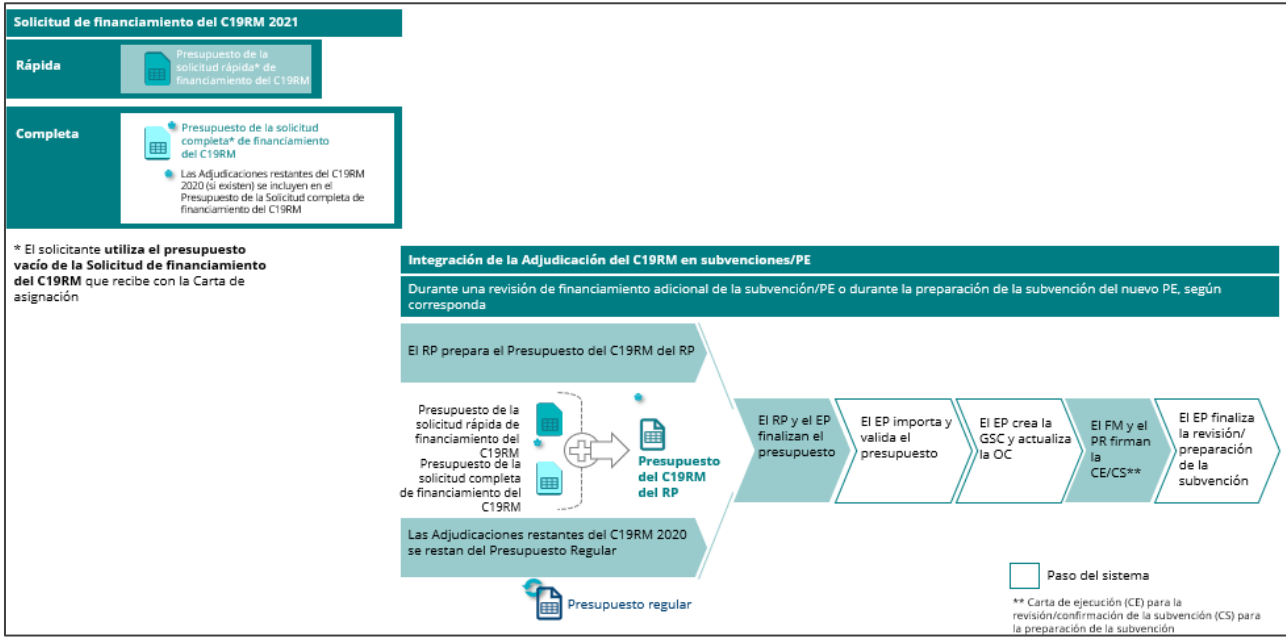 Solicitud de financiamiento del C19RM 2021
Rápida
Presupuesto de la
solicitud rápida* de
financiamiento del C19RM
Completa
Presupuesto de la solicitud
completa* de financiamiento
del C19RM
Las Adjudicaciones restantes del C19RM
2020 (si existen) se incluyen en el
Presupuesto de la Solicitud completa de
financiamiento del C19RM
* El solicitante utiliza el presupuesto
vacío de la Solicitud de financiamiento
del C19RM que recibe con la Carta de
asignación
Integración de la Adjudicación del C19RM en subvenciones/PE
Durante una revisión de financiamiento adicional de la subvención/PE o durante la preparación de la subvención del nuevo PE, según
corresponda
El RP prepara el Presupuesto del C19RM del RP
Presupuesto de la
solicitud rápida de
financiamiento del
C19RM
Presupuesto de la
solicitud completa
de financiamiento del
C19RM
Presupuesto
del C19RM
del RP
Las Adjudicaciones restantes del C19RM 2020
se restan del Presupuesto Regular
Presupuesto regular
El RP y el EP
finalizan el
presupuesto
El EP importa y
valida el
presupuesto
El EP crea la
GSC y actualiza
la OC
El FM y el
PR firman
la
CE/CS**
El EP finaliza
la revisión/
preparación
de la
subvención
Paso del sistema
** Carta de ejecución (CE) para la
revisión/confirmación de la subvención (CS) para
la preparación de la subvención